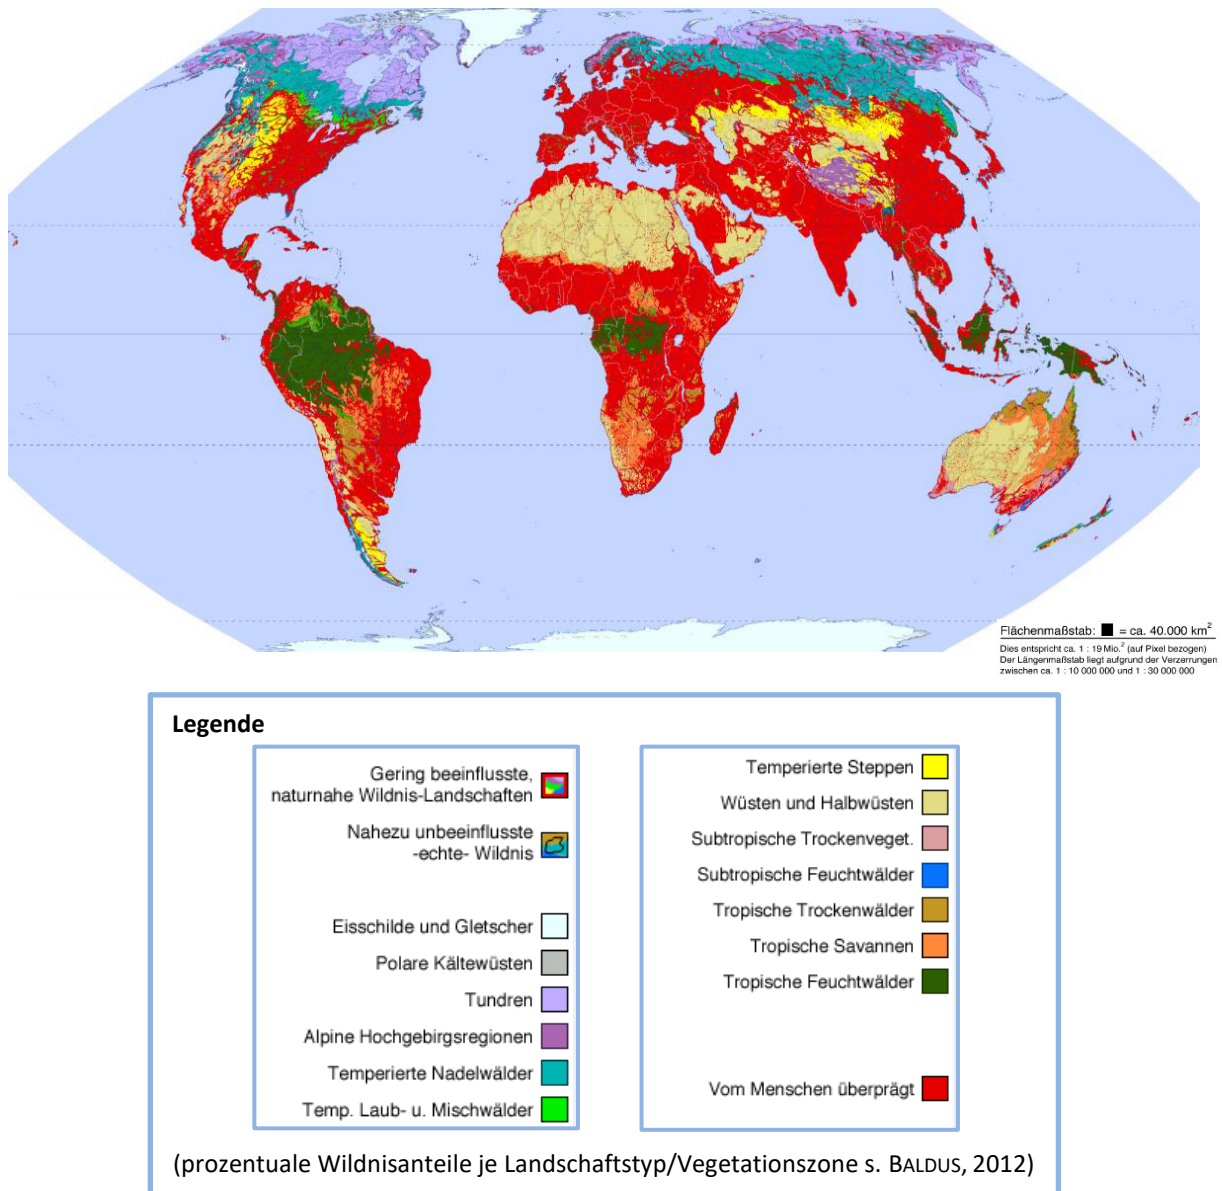 Flächenmaßstab: = ca. 40.000 km²
Dies entspricht ca. 1 : 19 Mio.² (auf Pixel bezogen)
Der Längenmaßstab liegt aufgrund der Verzerrungen
zwischen ca. 1 : 10 000 000 und 1 : 30 000 000
Legende
Gering beeinflusste,
naturnahe Wildnis-Landschaften
Nahezu unbeeinflusste
-echte- Wildnis
Eisschilde und Gletscher
Polare Kältewüsten
Tundren
Alpine Hochgebirgsregionen
Temperierte Nadelwälder
Temp. Laub- u. Mischwälder
Temperierte Steppen
Wüsten und Halbwüsten
Subtropische Trockenveget.
Subtropische Feuchtwälder
Tropische Trockenwälder
Tropische Savannen
Tropische Feuchtwälder
Vom Menschen überprägt
(prozentuale Wildnisanteile je Landschaftstyp/Vegetationszone s. BALDUS, 2012)